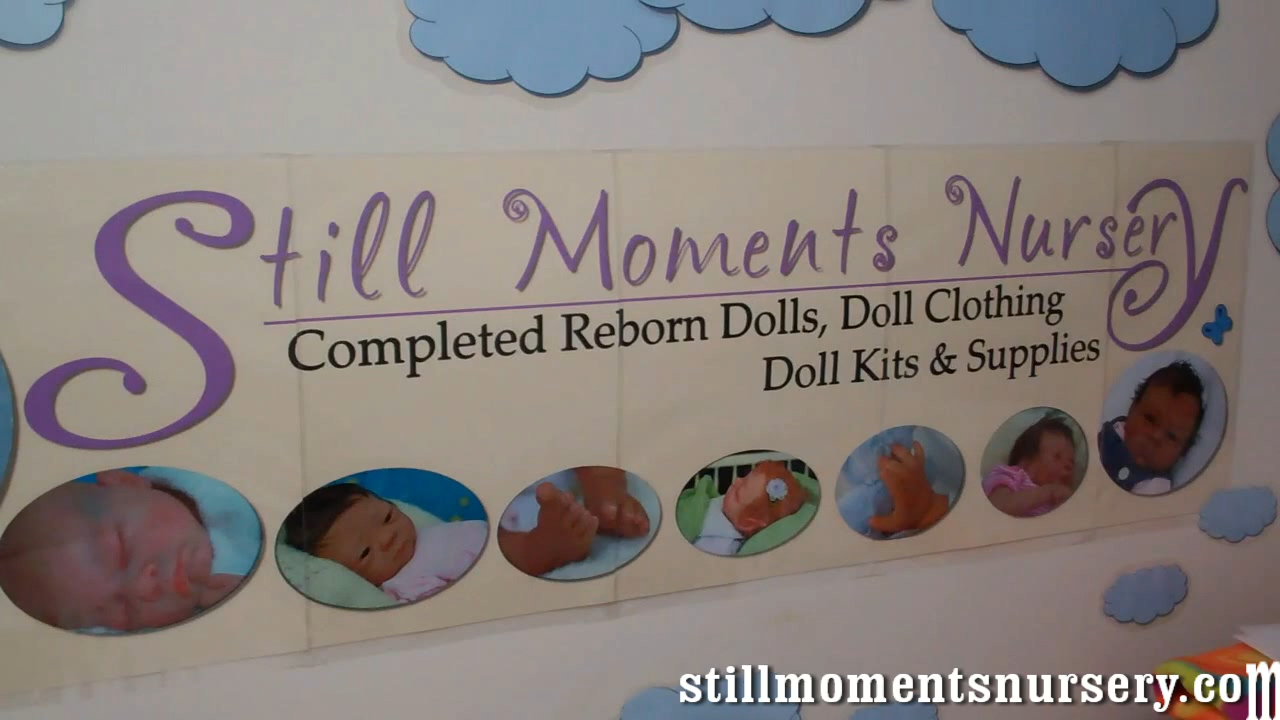 Still Moments Nursery
Completed Reborn Dolls, Doll Clothing
Doll Kits & Supplies
stillmomentsnursery.com